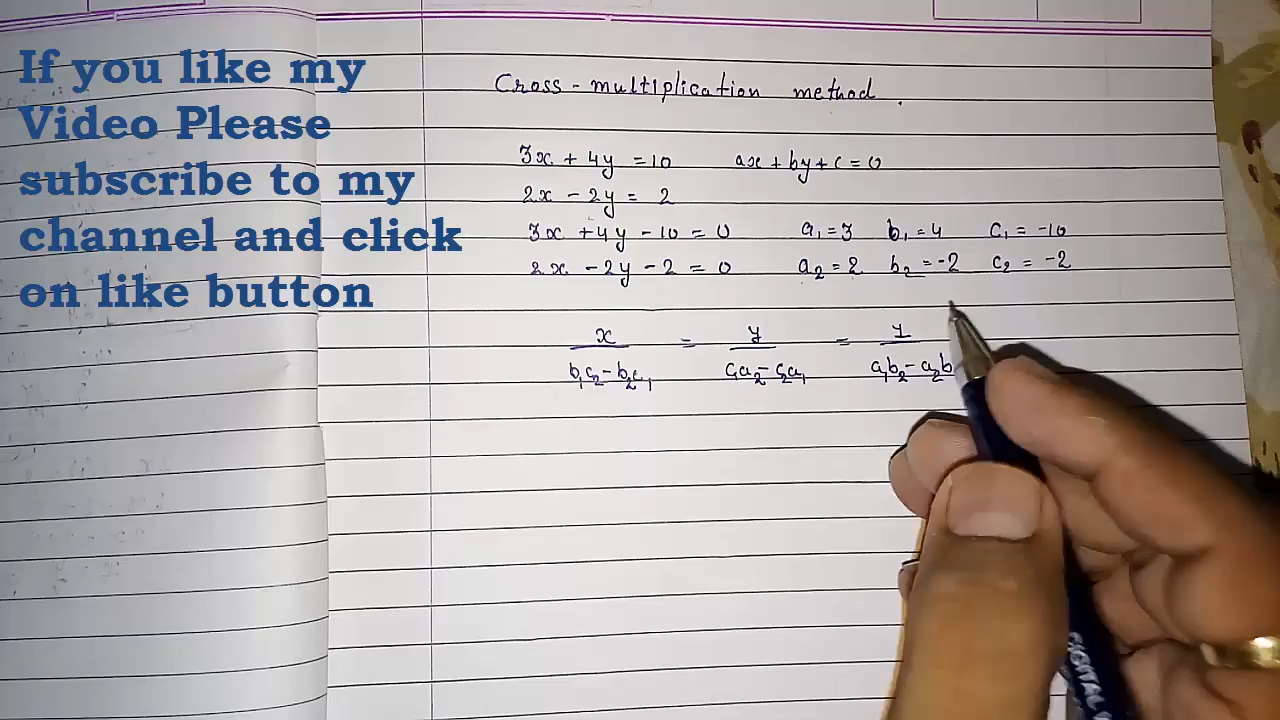 If you like my
Video Please
subscribe to my
channel and click
on like button
Cross - multiplication method .
3x + 4y = 10 ax + by + c = 0
2x - 2y = 2
3x + 4y - 10 = 0 a₁ = 3 b₁ = 4 c₁ = -10
2x - 2y - 2 = 0 a₂ = 2 b₂ = -2 c₂ = -2
x = y = 1
b₁c₂ - b₂c₁ c₁a₂ - c₂a₁ a₁b₂ - a₂b